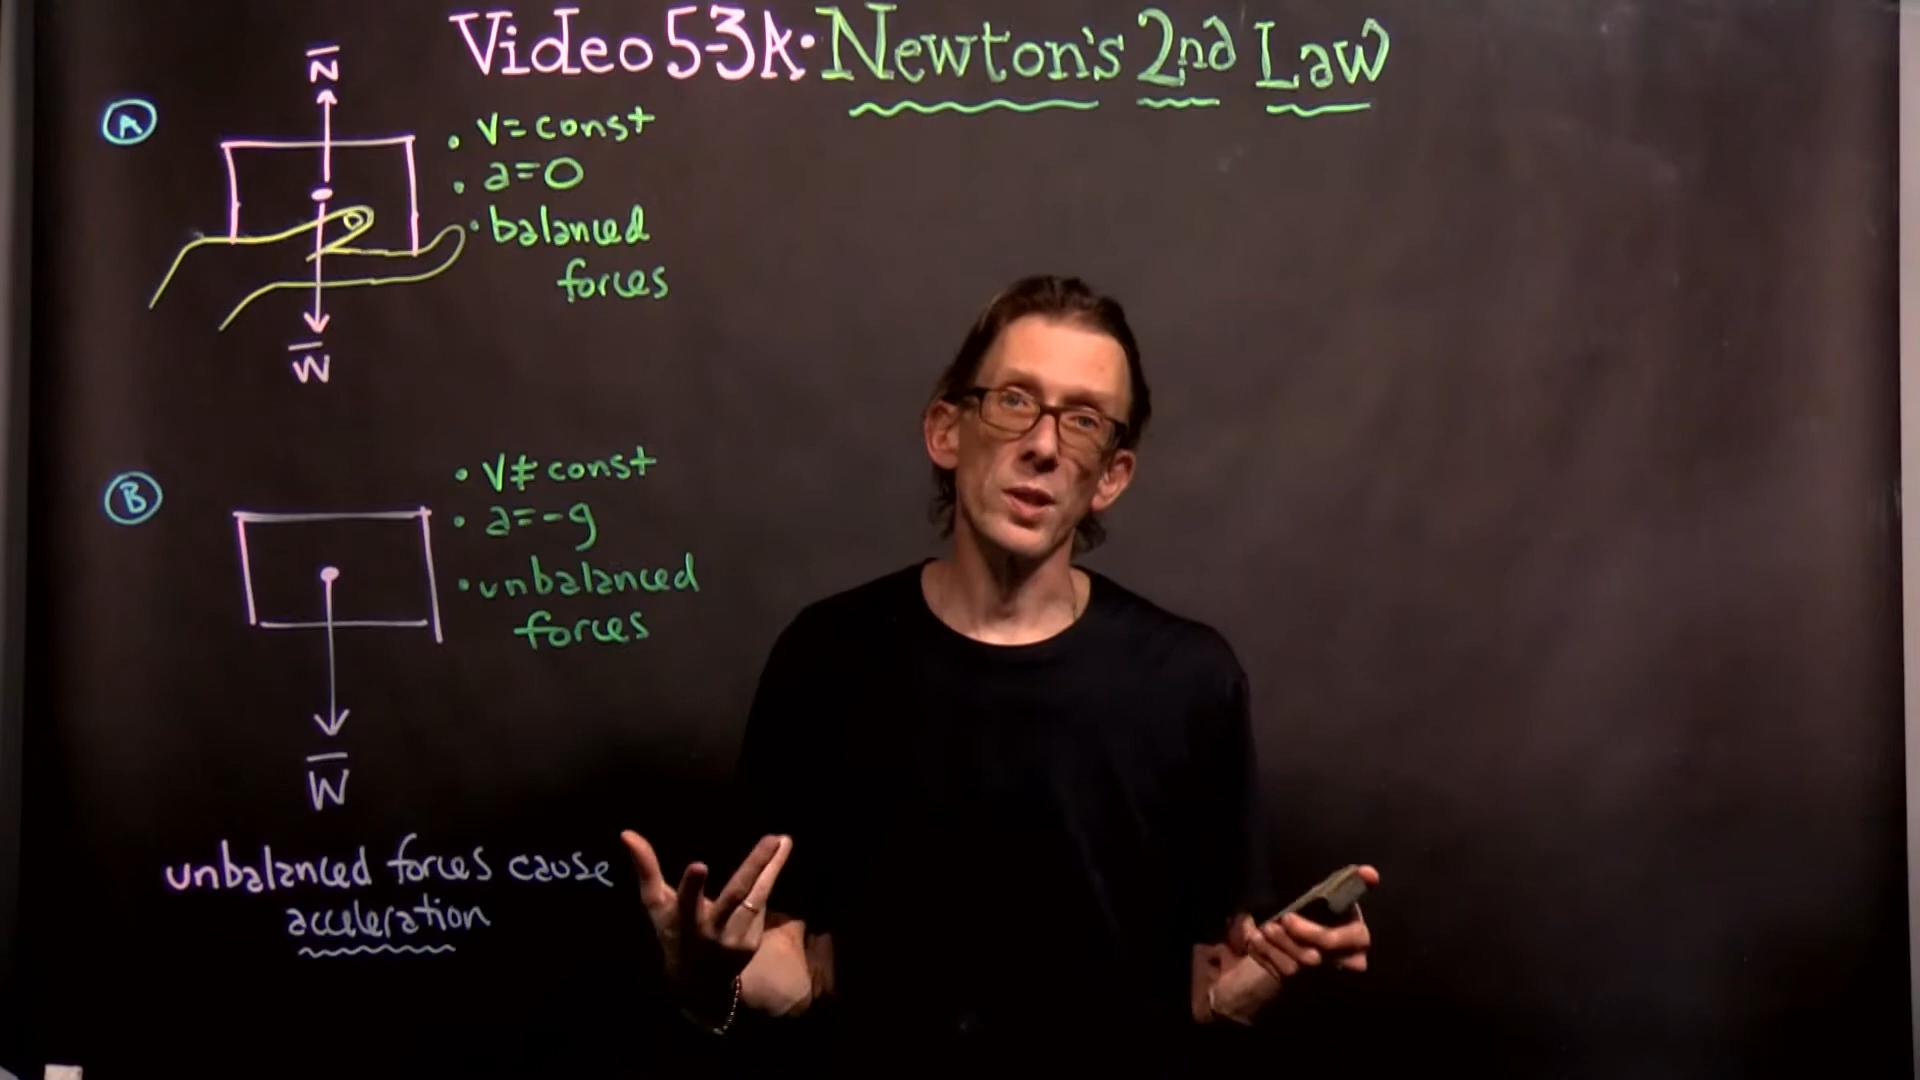 Video 5-3A • Newton's 2nd Law
A
N
• v = const
• a = 0
• balanced
forces
W
B
• v ≠ const
• a = -g
• unbalanced
forces
W
unbalanced forces cause
acceleration